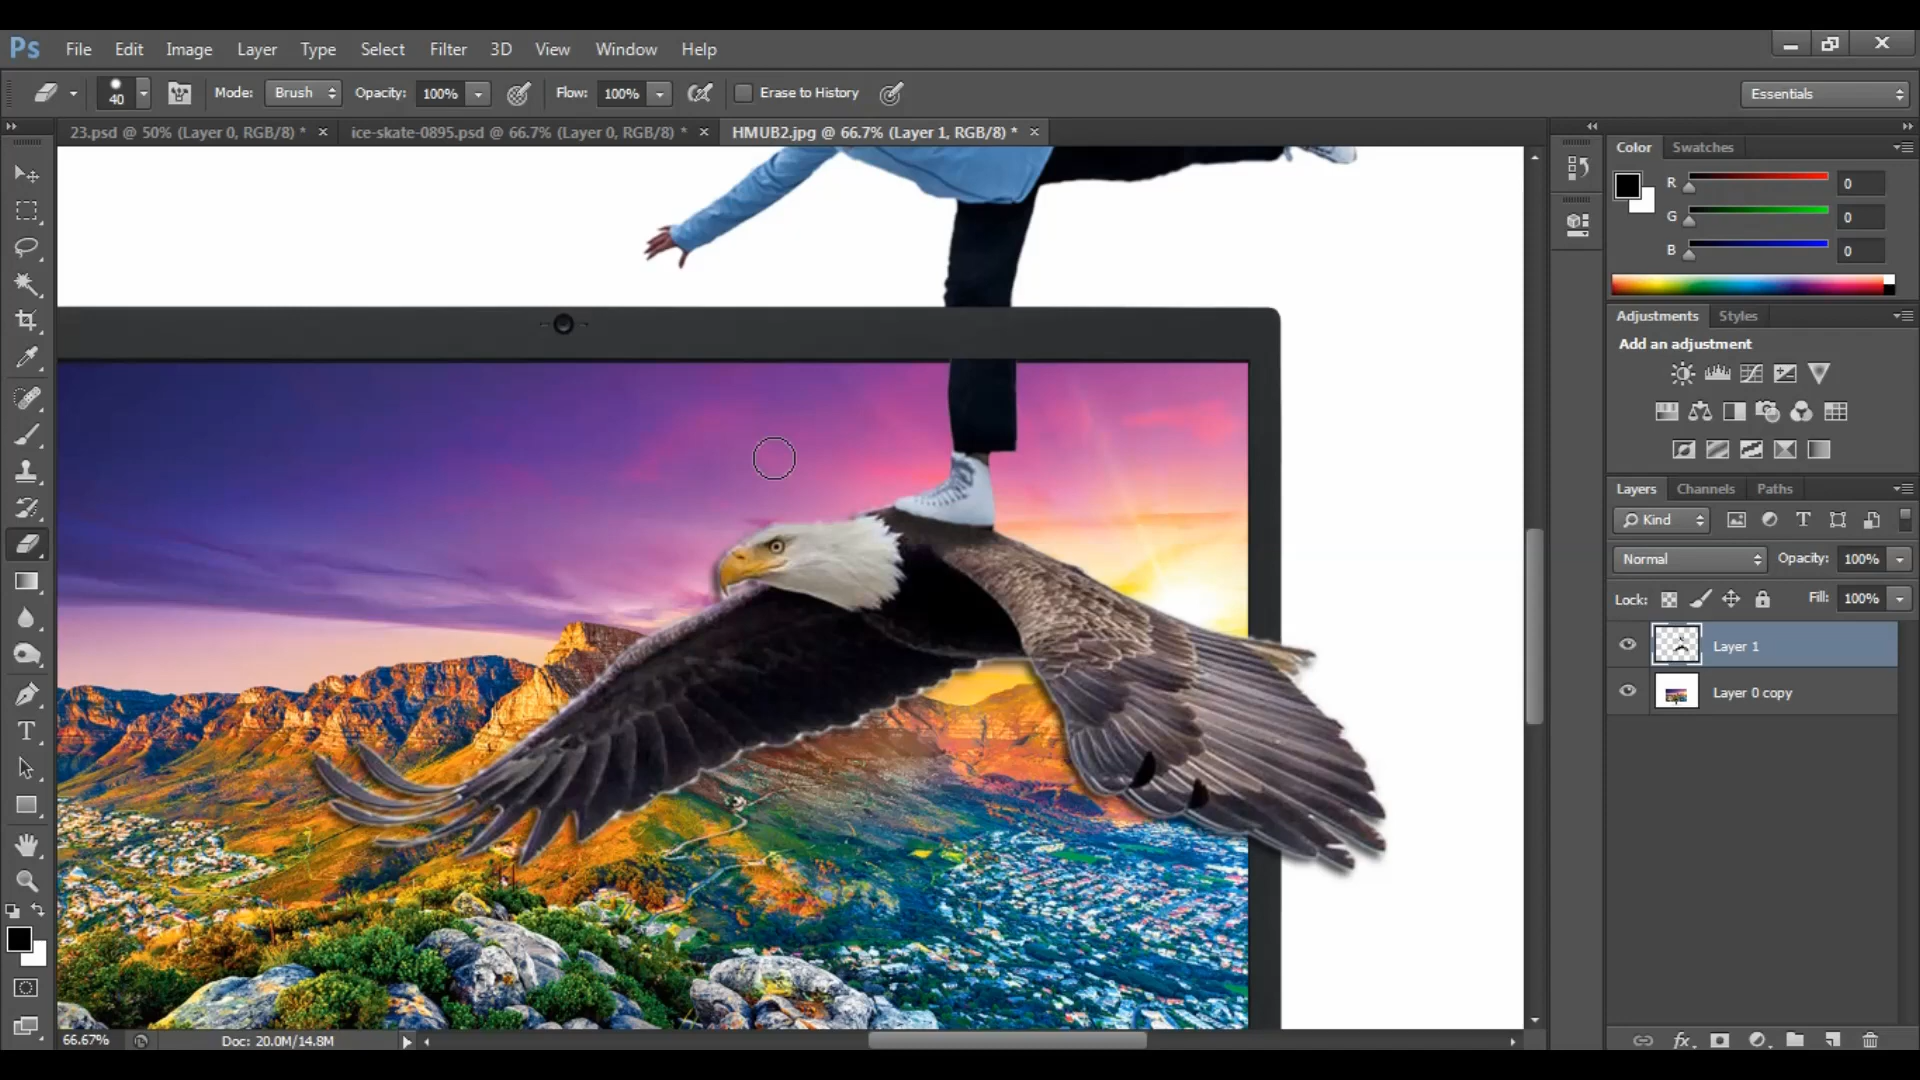 Ps File Edit Image Layer Type Select Filter 3D View Window Help
40 Mode: Brush Opacity: 100% Flow: 100% Erase to History Essentials
23.psd @ 50% (Layer 0, RGB/8) * × ice-skate-0895.psd @ 66.7% (Layer 0, RGB/8) * × HMUB2.jpg @ 66.7% (Layer 1, RGB/8) * ×
Color Swatches
R 0
G 0
B 0
Adjustments Styles
Add an adjustment
Layers Channels Paths
Kind
Normal Opacity: 100%
Lock: Fill: 100%
Layer 1
Layer 0 copy
66.67% Doc: 20.0M/14.8M